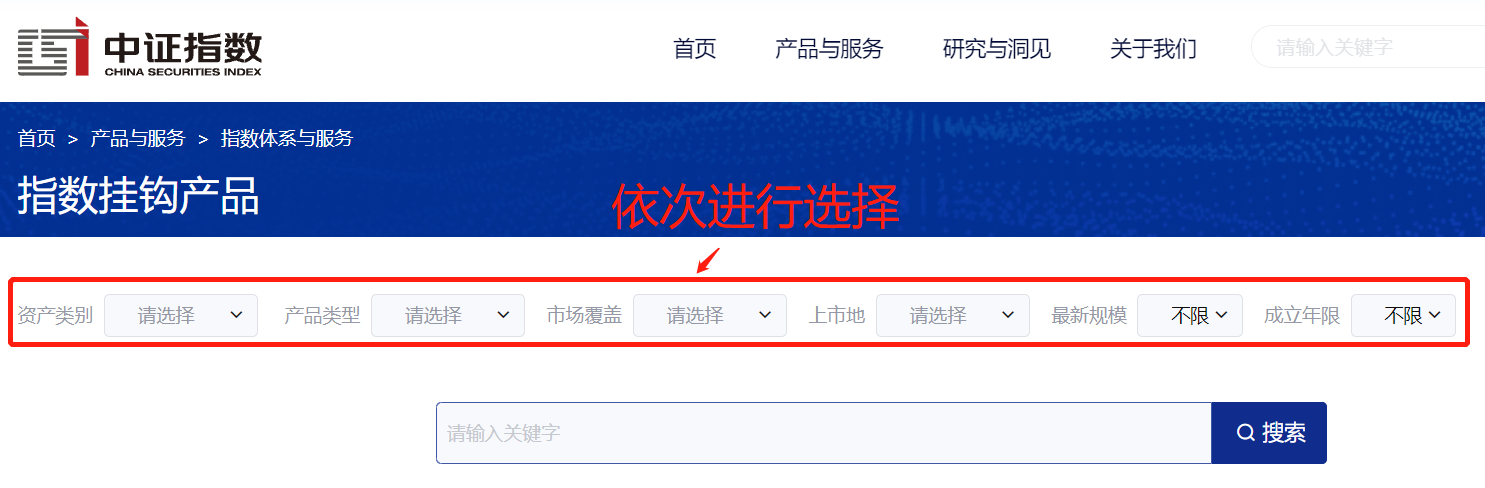 中证指数
CHINA SECURITIES INDEX
首页 产品与服务 研究与洞见 关于我们 请输入关键字
首页 > 产品与服务 > 指数体系与服务
指数挂钩产品
依次进行选择
资产类别 请选择 产品类型 请选择 市场覆盖 请选择 上市地 请选择 最新规模 不限 成立年限 不限
请输入关键字 搜索